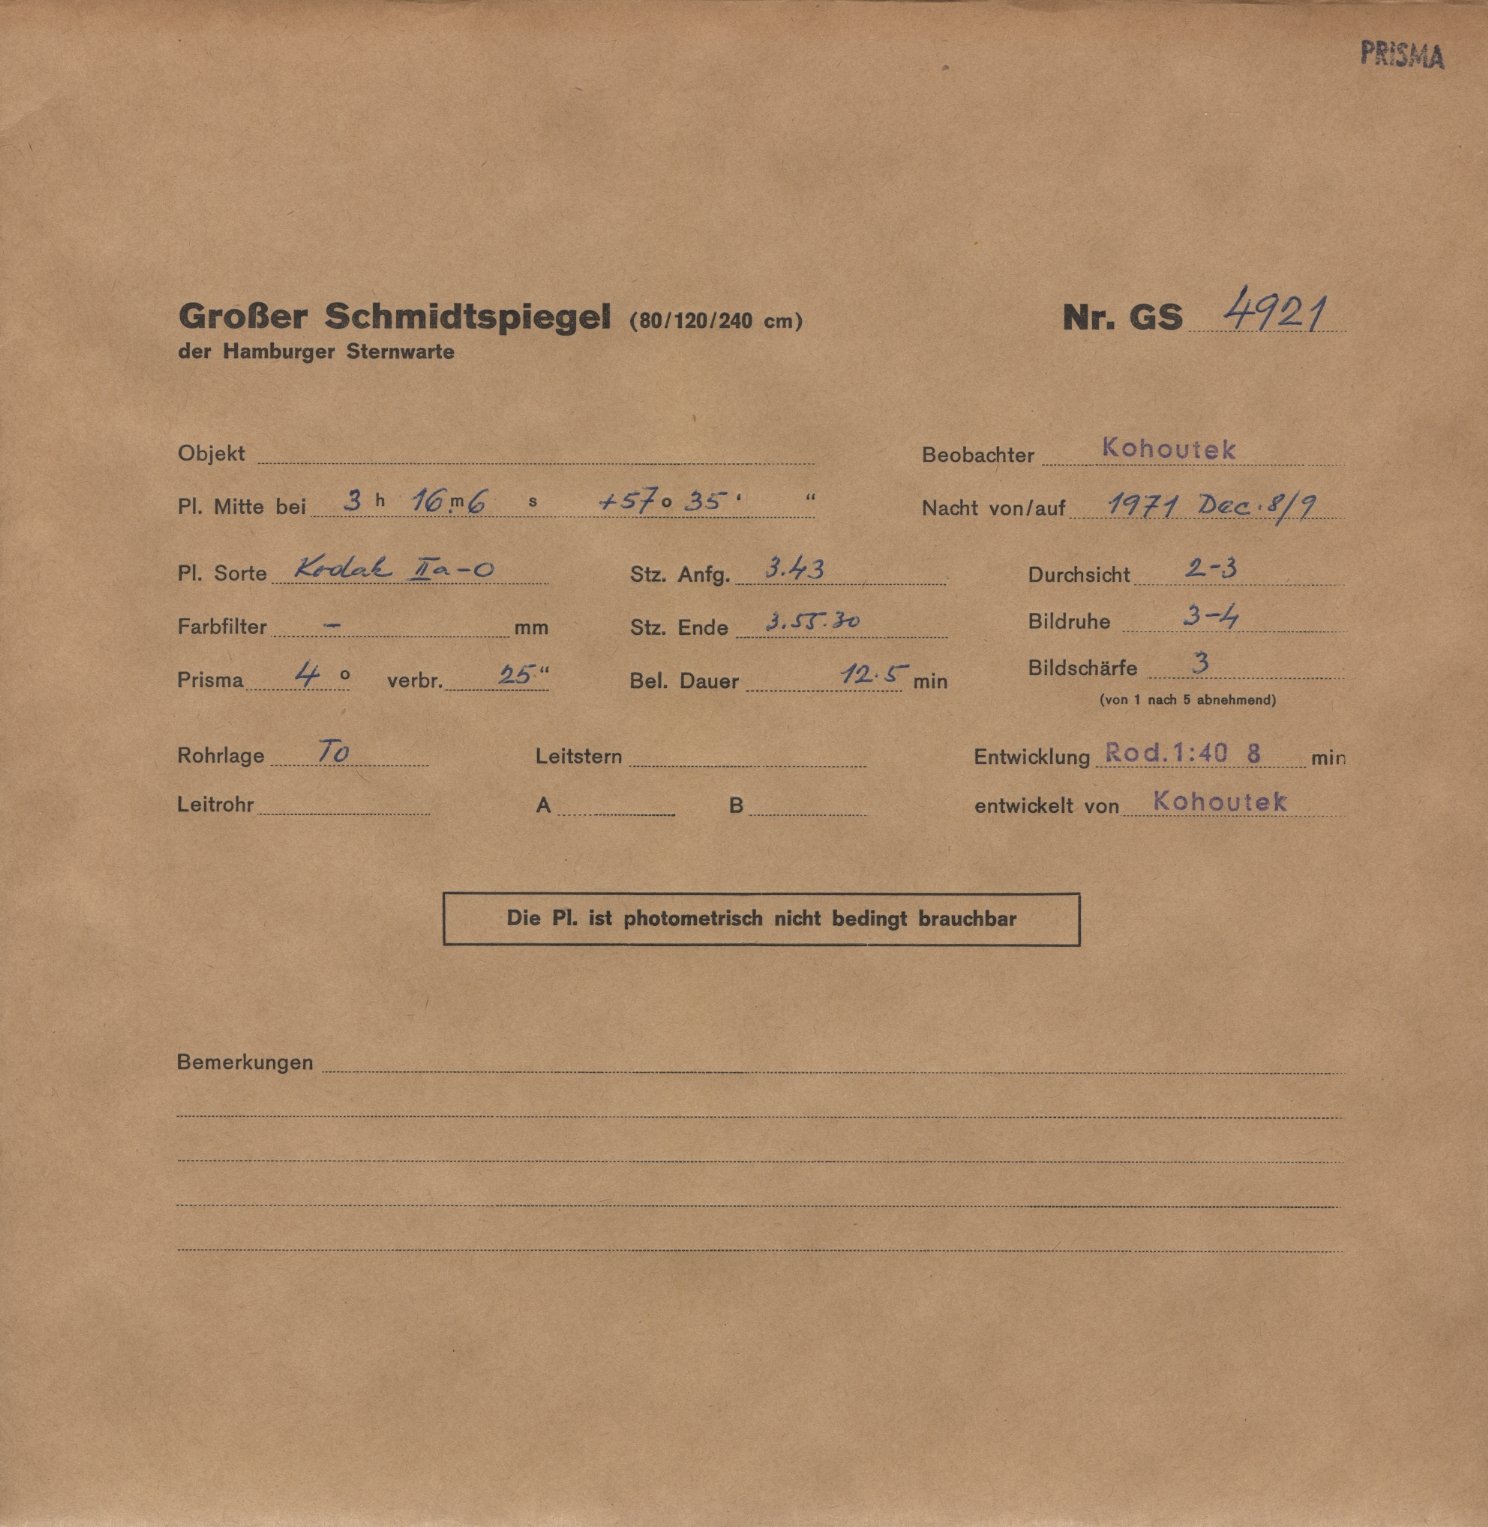 PRISMA
Großer Schmidtspiegel (80/120/240 cm) Nr. GS 4921
der Hamburger Sternwarte
Objekt Beobachter Kohoutek
Pl. Mitte bei 3 h 16 m.6 s +57 o 35 ' “ Nacht von/auf 1971 Dec. 8/9
Pl. Sorte Kodak IIa-O Stz. Anfg. 3.43 Durchsicht 2-3
Farbfilter – mm Stz. Ende 3.55.30 Bildruhe 3-4
Prisma 4 o verbr. 25 “ Bel. Dauer 12.5 min Bildschärfe 3
(von 1 nach 5 abnehmend)
Rohrlage TO Leitstern Entwicklung Rod.1:40 8 min
Leitrohr A B entwickelt von Kohoutek
Die Pl. ist photometrisch nicht bedingt brauchbar
Bemerkungen